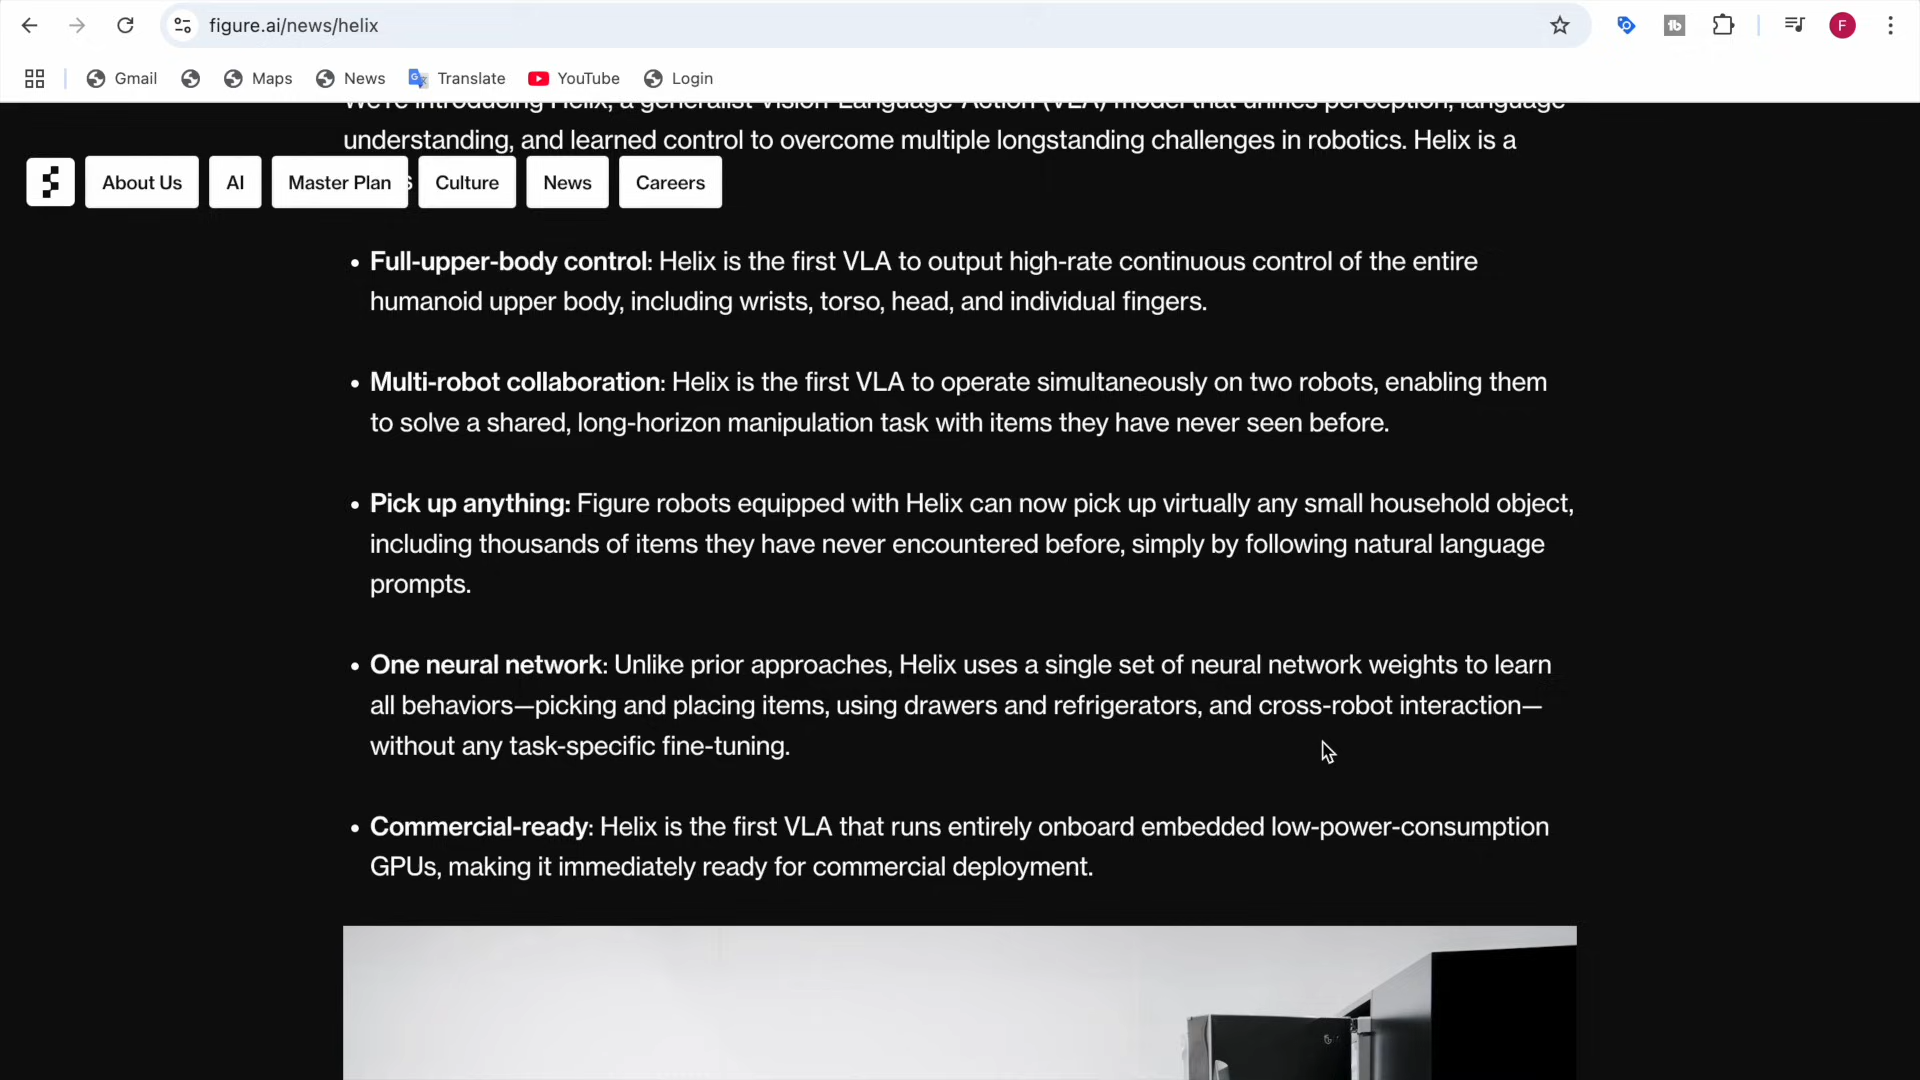 figure.ai/news/helix
F
Gmail
Maps
News
Translate
YouTube
Login
We're introducing Helix, a generalist Vision-Language-Action (VLA) model that unifies perception, language
understanding, and learned control to overcome multiple longstanding challenges in robotics. Helix is a
About Us
AI
Master Plan
Culture
News
Careers
• Full-upper-body control: Helix is the first VLA to output high-rate continuous control of the entire
humanoid upper body, including wrists, torso, head, and individual fingers.
• Multi-robot collaboration: Helix is the first VLA to operate simultaneously on two robots, enabling them
to solve a shared, long-horizon manipulation task with items they have never seen before.
• Pick up anything: Figure robots equipped with Helix can now pick up virtually any small household object,
including thousands of items they have never encountered before, simply by following natural language
prompts.
• One neural network: Unlike prior approaches, Helix uses a single set of neural network weights to learn
all behaviors—picking and placing items, using drawers and refrigerators, and cross-robot interaction—
without any task-specific fine-tuning.
• Commercial-ready: Helix is the first VLA that runs entirely onboard embedded low-power-consumption
GPUs, making it immediately ready for commercial deployment.